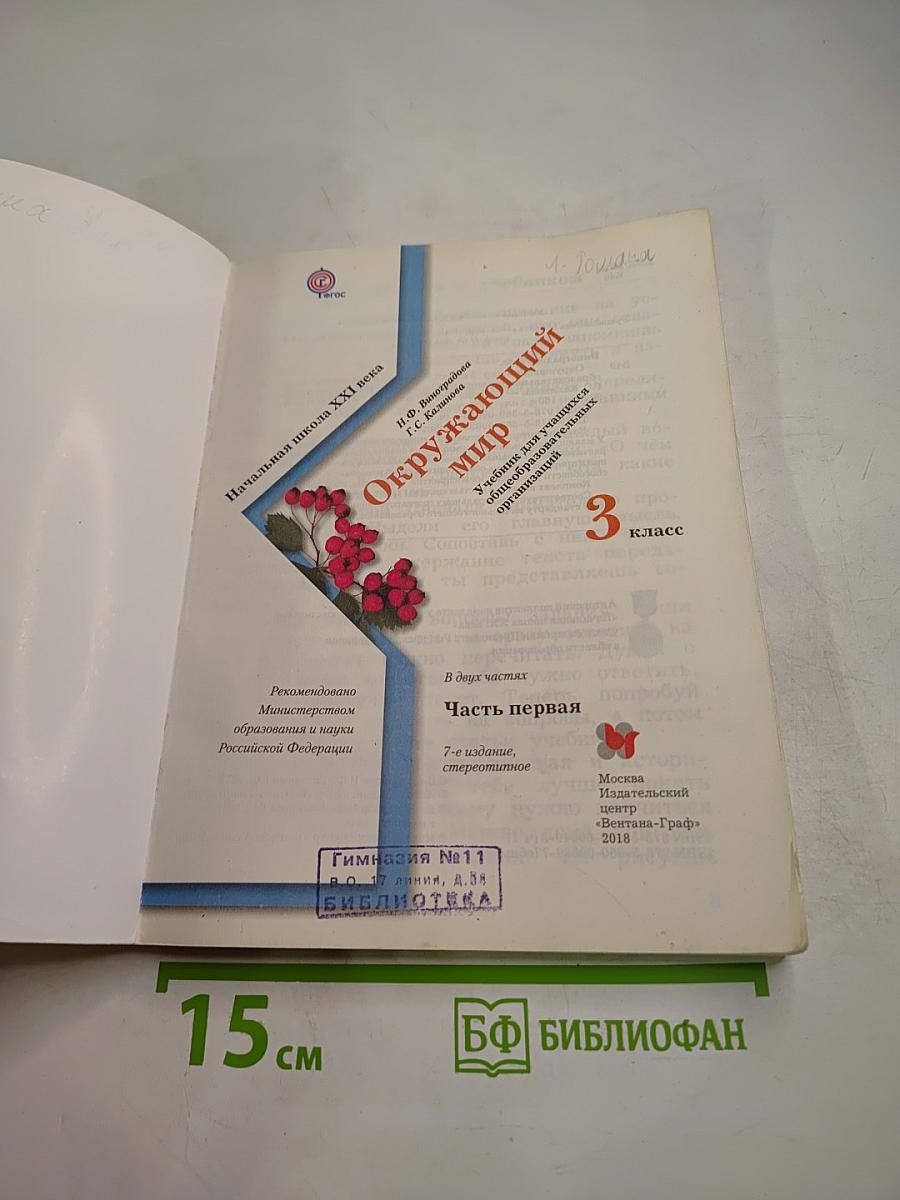 ФГОС
Начальная школа XXI века
Н.Ф. Виноградова
Г.С. Калинова
Окружающий
мир
Учебник для учащихся
общеобразовательных
организаций
3 класс
Рекомендовано
Министерством
образования и науки
Российской Федерации
В двух частях
Часть первая
7-е издание,
стереотипное
Москва
Издательский
центр
«Вентана-Граф»
2018
Гимназия №11
В.О. 17 линия, д.
БИБЛИОТЕКА
15 см
БФ БИБЛИОФАН